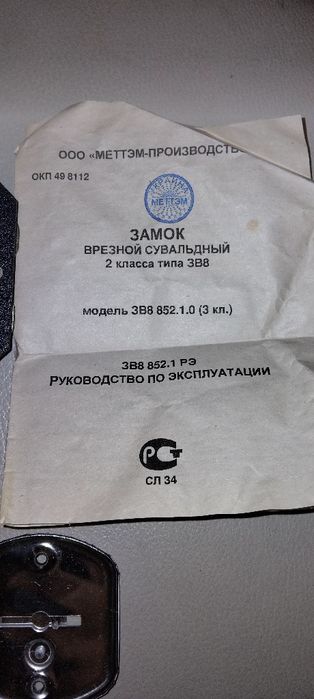 ООО «МЕТТЭМ-ПРОИЗВОДСТВ
ОКП 49 8112
УКРАИНА
МЕТТЭМ
ЗАМОК
ВРЕЗНОЙ СУВАЛЬДНЫЙ
2 класса типа ЗВ8
модель ЗВ8 852.1.0 (3 кл.)
ЗВ8 852.1 РЭ
РУКОВОДСТВО ПО ЭКСПЛУАТАЦИИ
РСТ
СЛ 34